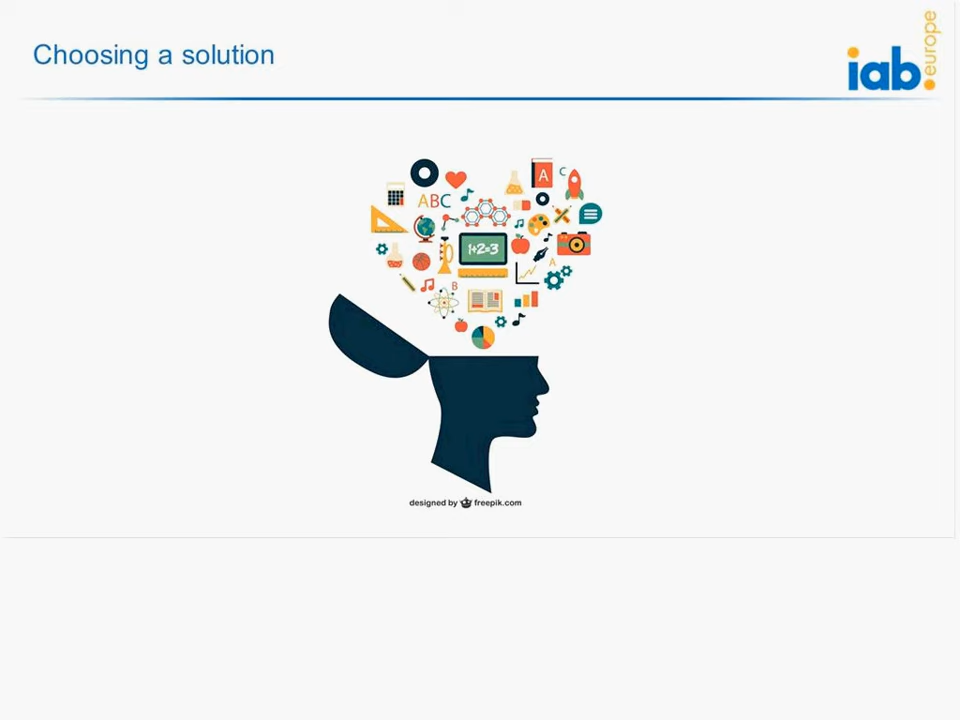 Choosing a solution
iab europe
A
C
ABC
1+2=3
A
B
designed by freepik.com